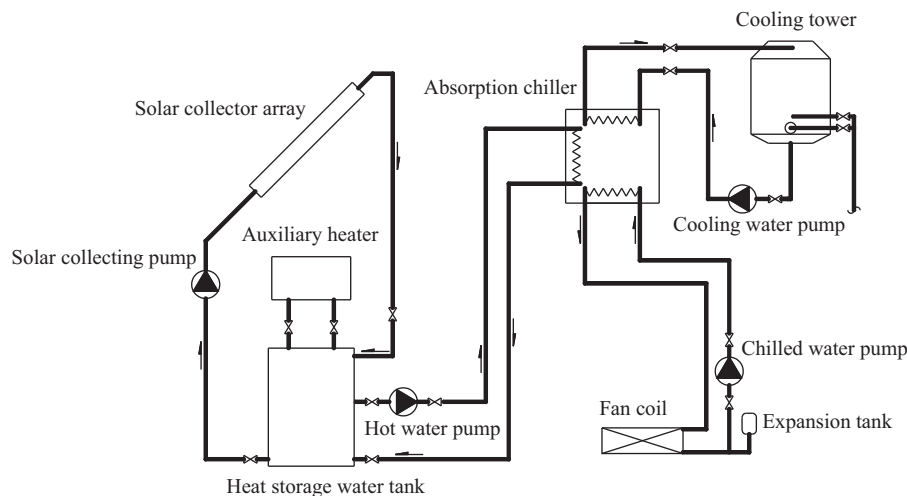 Cooling tower
Absorption chiller
Solar collector array
Cooling water pump
Auxiliary heater
Solar collecting pump
Chilled water pump
Fan coil
Expansion tank
Hot water pump
Heat storage water tank